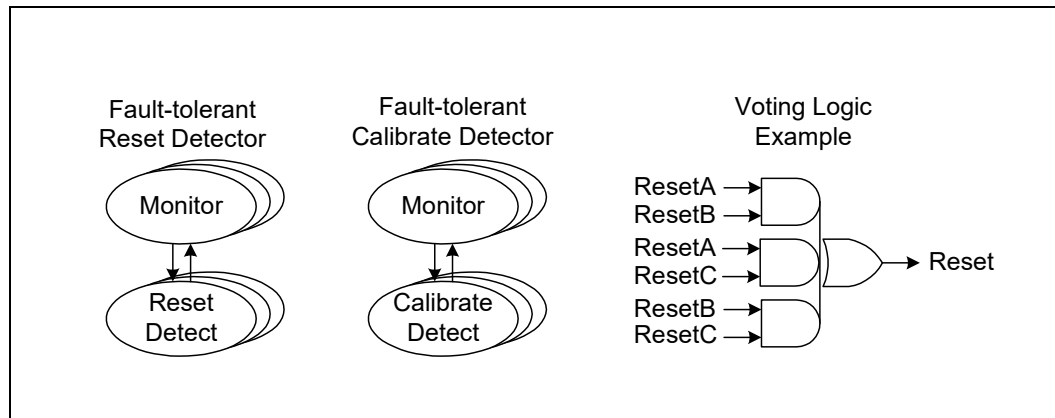 Fault-tolerant
Reset Detector
Monitor
Reset
Detect
Fault-tolerant
Calibrate Detector
Monitor
Calibrate
Detect
Voting Logic
Example
ResetA
ResetB
ResetA
ResetC
ResetB
ResetC
Reset